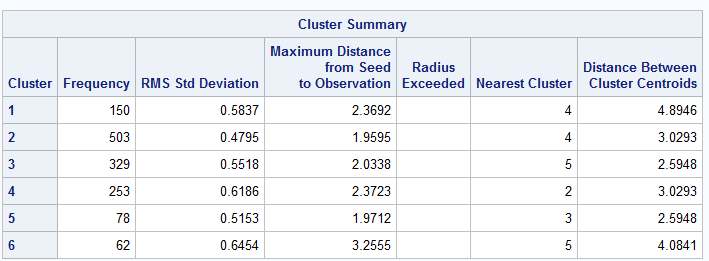 Cluster Summary
Cluster Frequency RMS Std Deviation Maximum Distance from Seed to Observation Radius Exceeded Nearest Cluster Distance Between Cluster Centroids
1 150 0.5837 2.3692 4 4.8946
2 503 0.4795 1.9595 4 3.0293
3 329 0.5518 2.0338 5 2.5948
4 253 0.6186 2.3723 2 3.0293
5 78 0.5153 1.9712 3 2.5948
6 62 0.6454 3.2555 5 4.0841